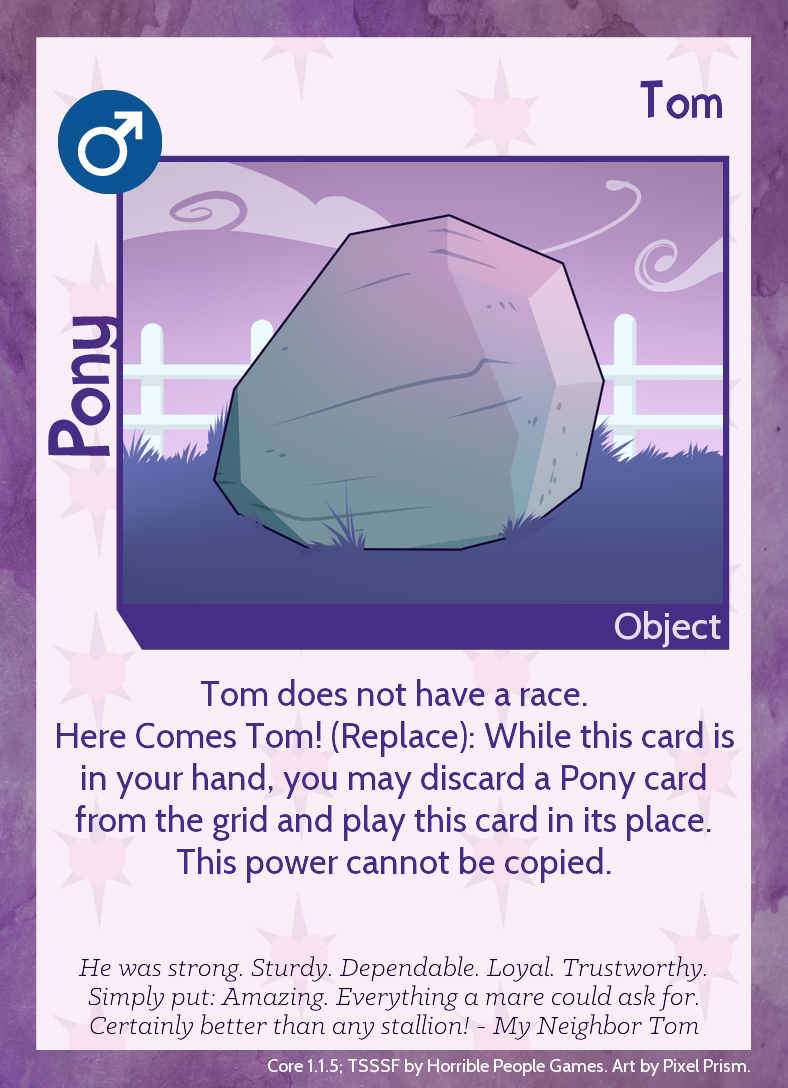 Tom
Pony
Object
Tom does not have a race.
Here Comes Tom! (Replace): While this card is
in your hand, you may discard a Pony card
from the grid and play this card in its place.
This power cannot be copied.
He was strong. Sturdy. Dependable. Loyal. Trustworthy.
Simply put: Amazing. Everything a mare could ask for.
Certainly better than any stallion! - My Neighbor Tom
Core 1.1.5; TSSSF by Horrible People Games. Art by Pixel Prism.